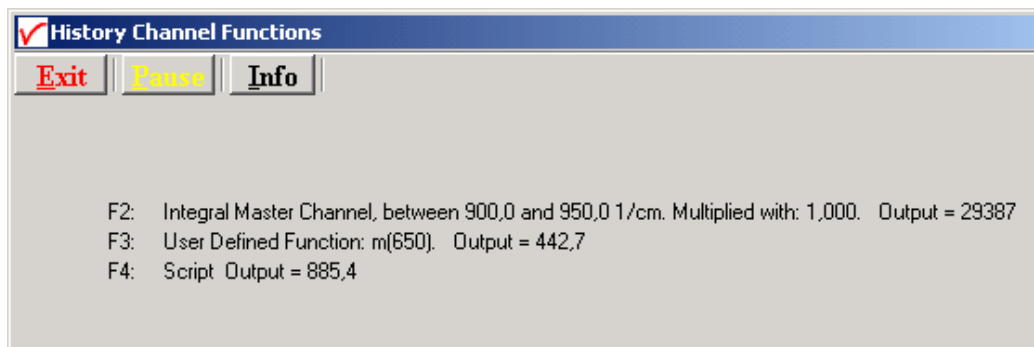 History Channel Functions
Exit Pause Info
F2: Integral Master Channel, between 900,0 and 950,0 1/cm. Multiplied with: 1,000. Output = 29387
F3: User Defined Function: m(650). Output = 442,7
F4: Script Output = 885,4